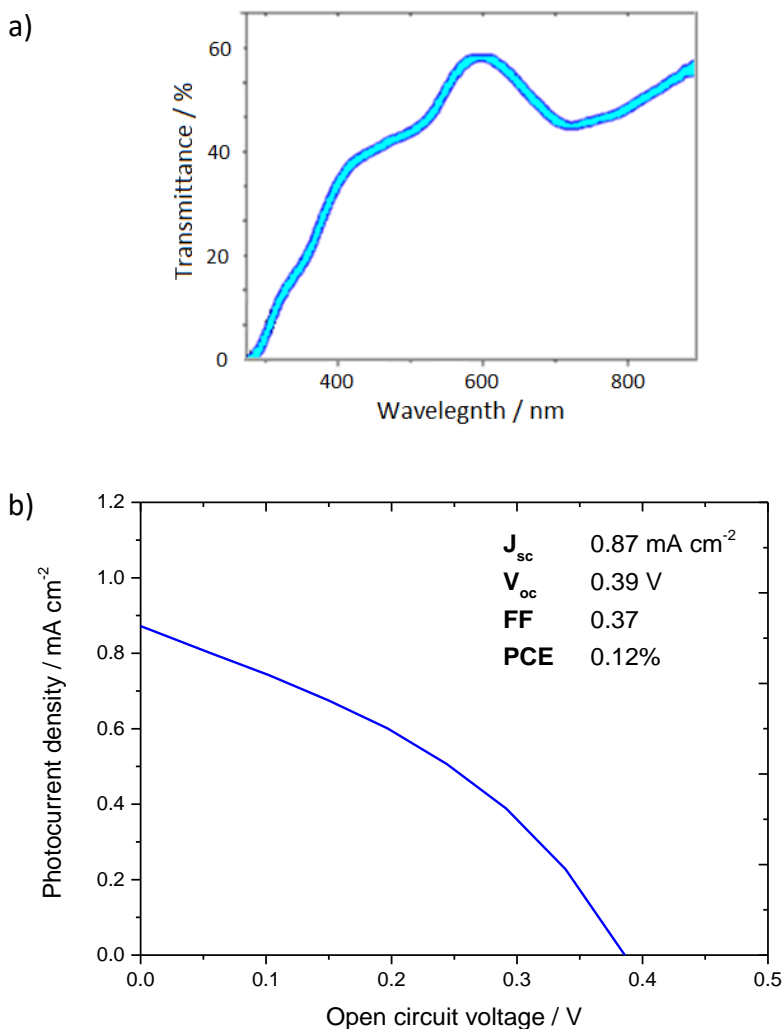 a)
60
40
20
0
Transmittance / %
400 600 800
Wavelegnth / nm
b)
1.2
1.0
0.8
0.6
0.4
0.2
0.0
Photocurrent density / mA cm⁻²
J_sc 0.87 mA cm⁻²
V_oc 0.39 V
FF 0.37
PCE 0.12%
0.0 0.1 0.2 0.3 0.4 0.5
Open circuit voltage / V